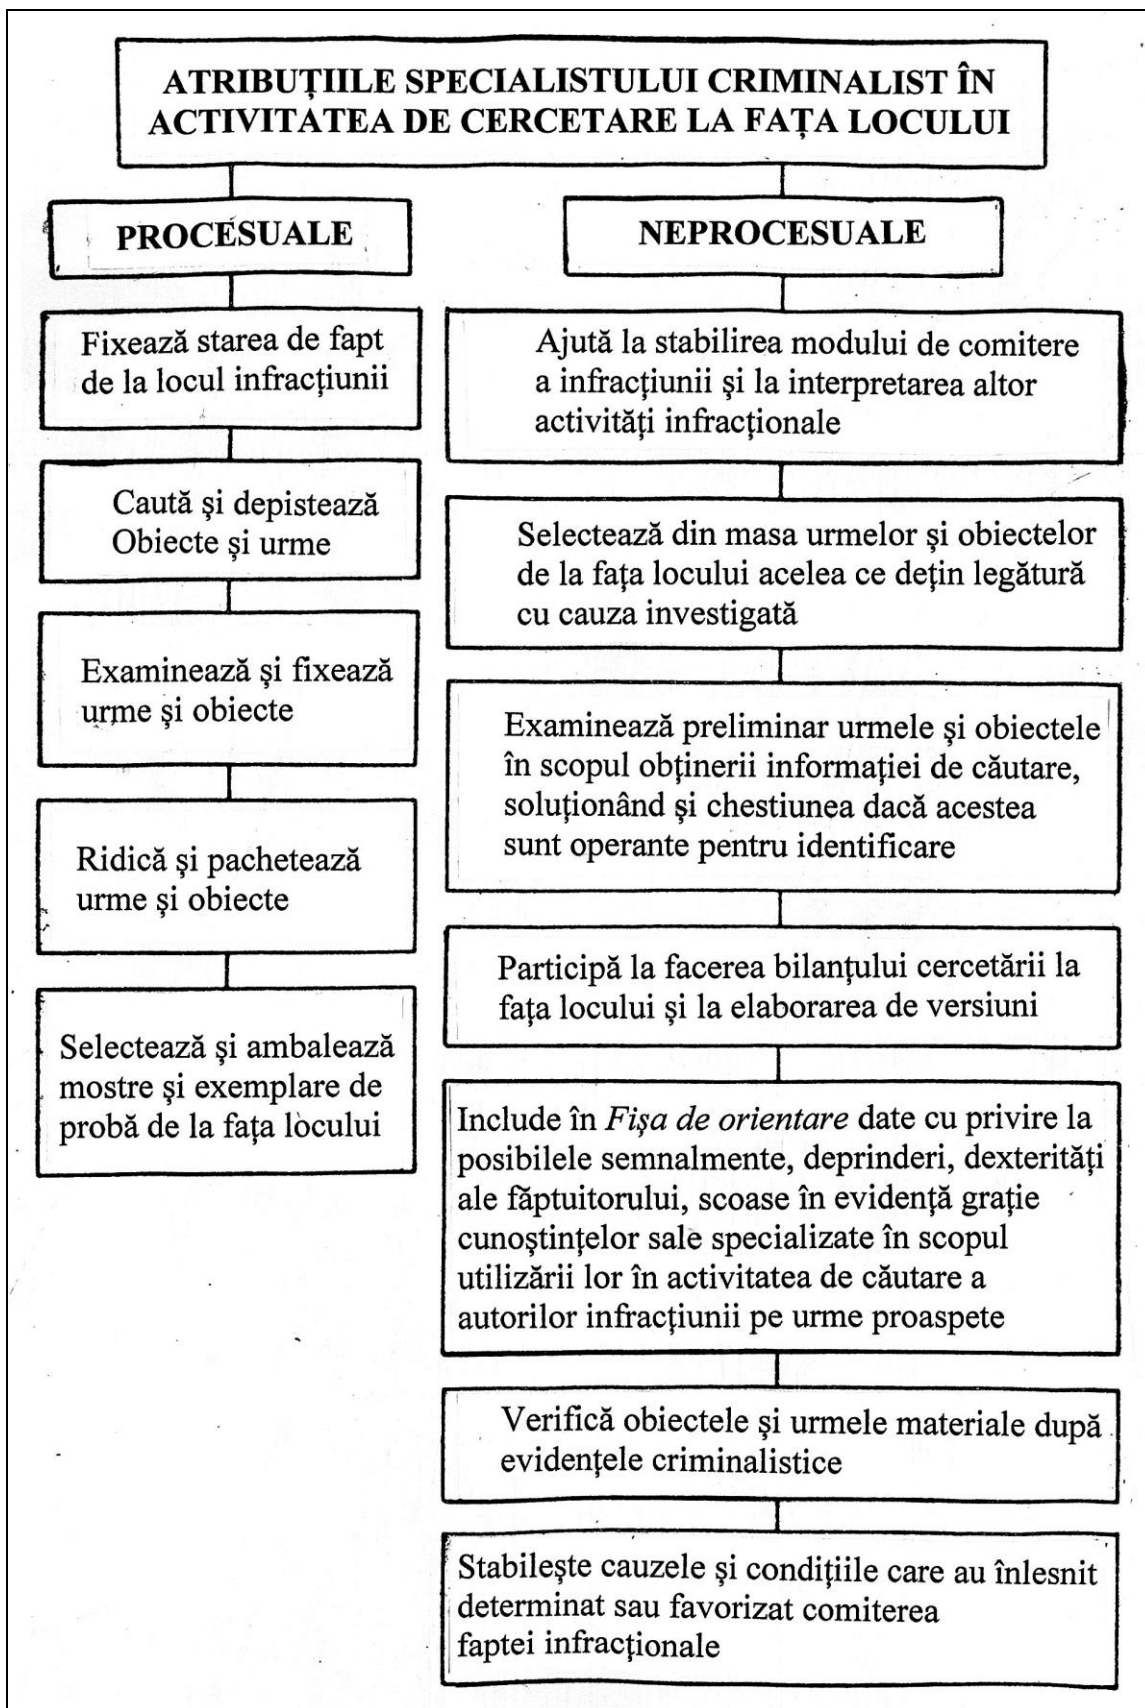 ATRIBUȚIILE SPECIALISTULUI CRIMINALIST ÎN
ACTIVITATEA DE CERCETARE LA FAȚA LOCULUI
PROCESUALE
Fixează starea de fapt
de la locul infracțiunii
Caută și depistează
Obiecte și urme
Examinează și fixează
urme și obiecte
Ridică și pachetează
urme și obiecte
Selectează și ambalează
mostre și exemplare de
probă de la fața locului
NEPROCESUALE
Ajută la stabilirea modului de comitere
a infracțiunii și la interpretarea altor
activități infracționale
Selectează din masa urmelor și obiectelor
de la fața locului acelea ce dețin legătură
cu cauza investigată
Examinează preliminar urmele și obiectele
în scopul obținerii informației de căutare,
soluționând și chestiunea dacă acestea
sunt operante pentru identificare
Participă la facerea bilanțului cercetării la
fața locului și la elaborarea de versiuni
Include în Fișa de orientare date cu privire la
posibilele semnalmente, deprinderi, dexterități
ale făptuitorului, scoase în evidență grație
cunoștințelor sale specializate în scopul
utilizării lor în activitatea de căutare a
autorilor infracțiunii pe urme proaspete
Verifică obiectele și urmele materiale după
evidențele criminalistice
Stabilește cauzele și condițiile care au înlesnit
determinat sau favorizat comiterea
faptei infracționale